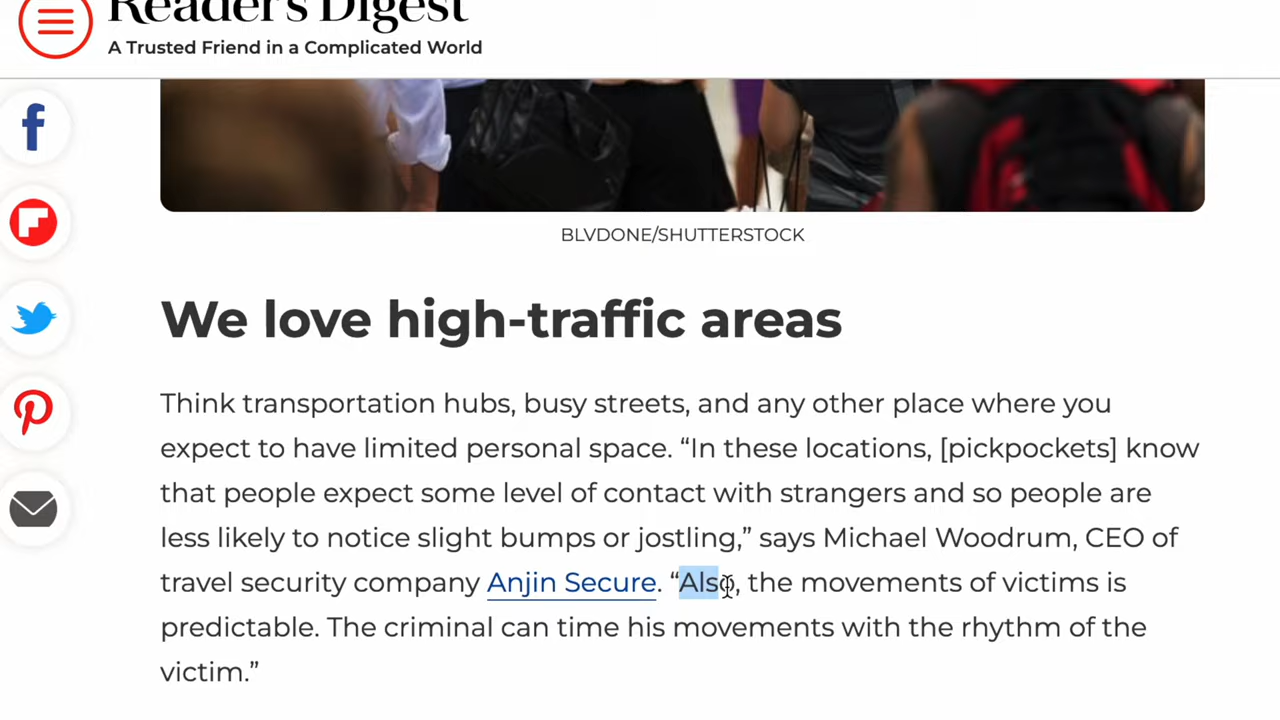 Reader's Digest
A Trusted Friend in a Complicated World
BLVDONE/SHUTTERSTOCK
We love high-traffic areas
Think transportation hubs, busy streets, and any other place where you
expect to have limited personal space. “In these locations, [pickpockets] know
that people expect some level of contact with strangers and so people are
less likely to notice slight bumps or jostling,” says Michael Woodrum, CEO of
travel security company Anjin Secure. “Also, the movements of victims is
predictable. The criminal can time his movements with the rhythm of the
victim.”